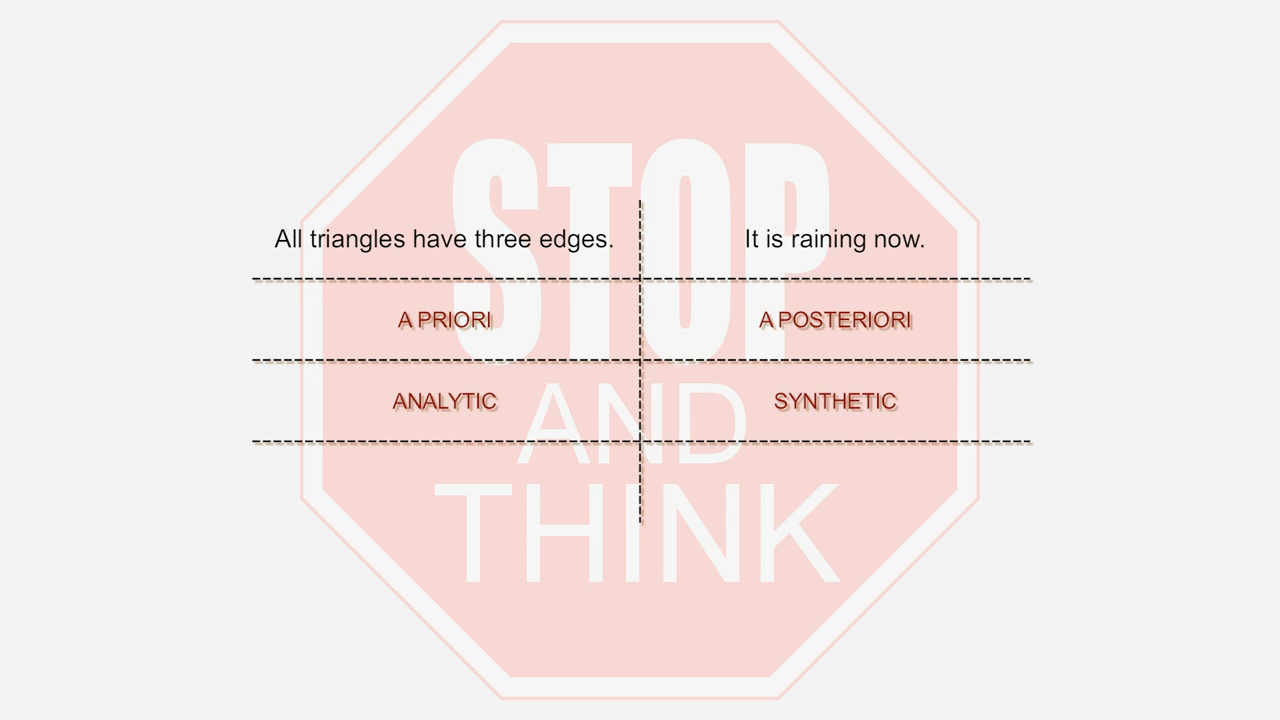 STOP
AND
THINK
All triangles have three edges.
It is raining now.
A PRIORI
A POSTERIORI
ANALYTIC
SYNTHETIC